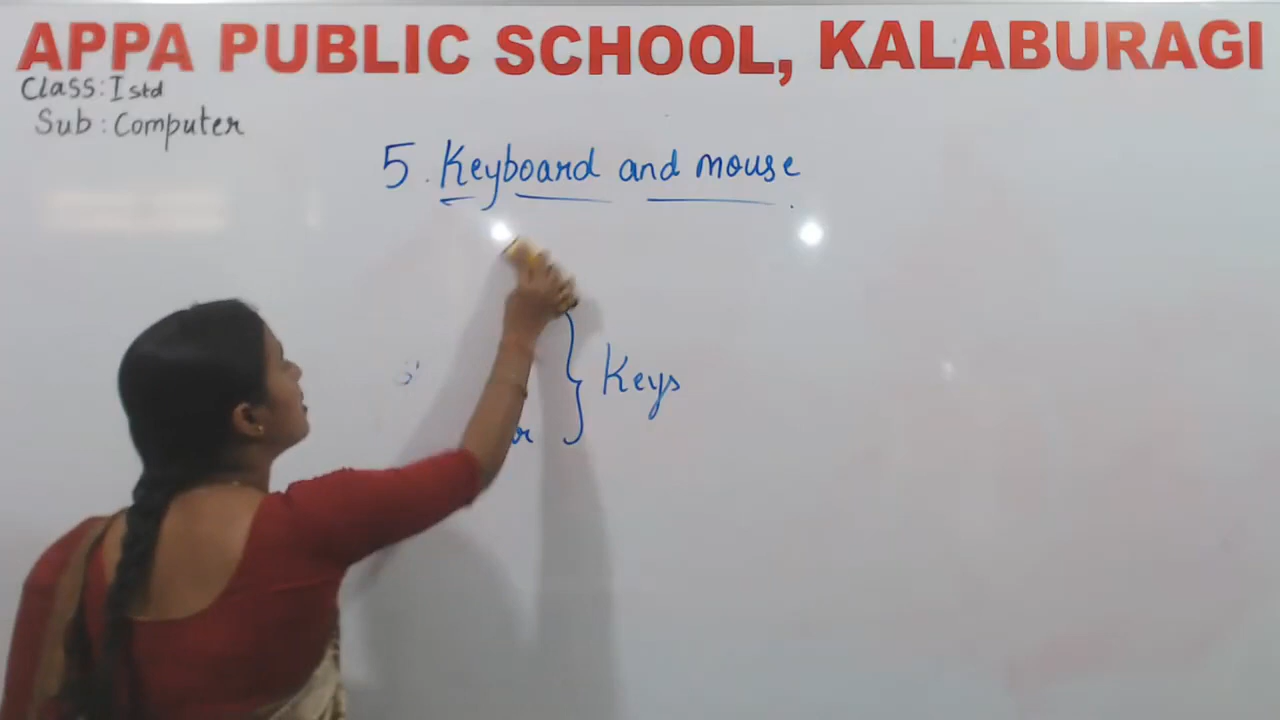 APPA PUBLIC SCHOOL, KALABURAGI
Class: I std
Sub: Computer
5. Keyboard and mouse
} Keys